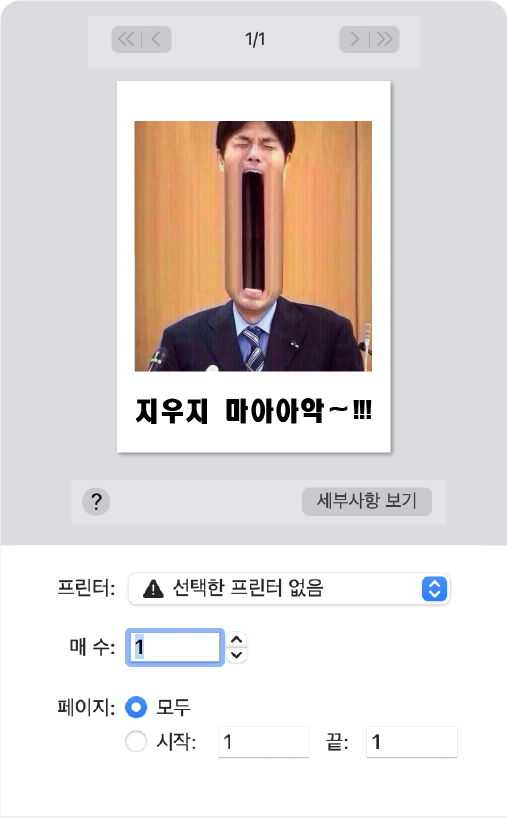 1/1
지우지 마아아악~!!!
?
세부사항 보기
프린터: 선택한 프린터 없음
매 수: 1
페이지: 모두
시작: 1 끝: 1